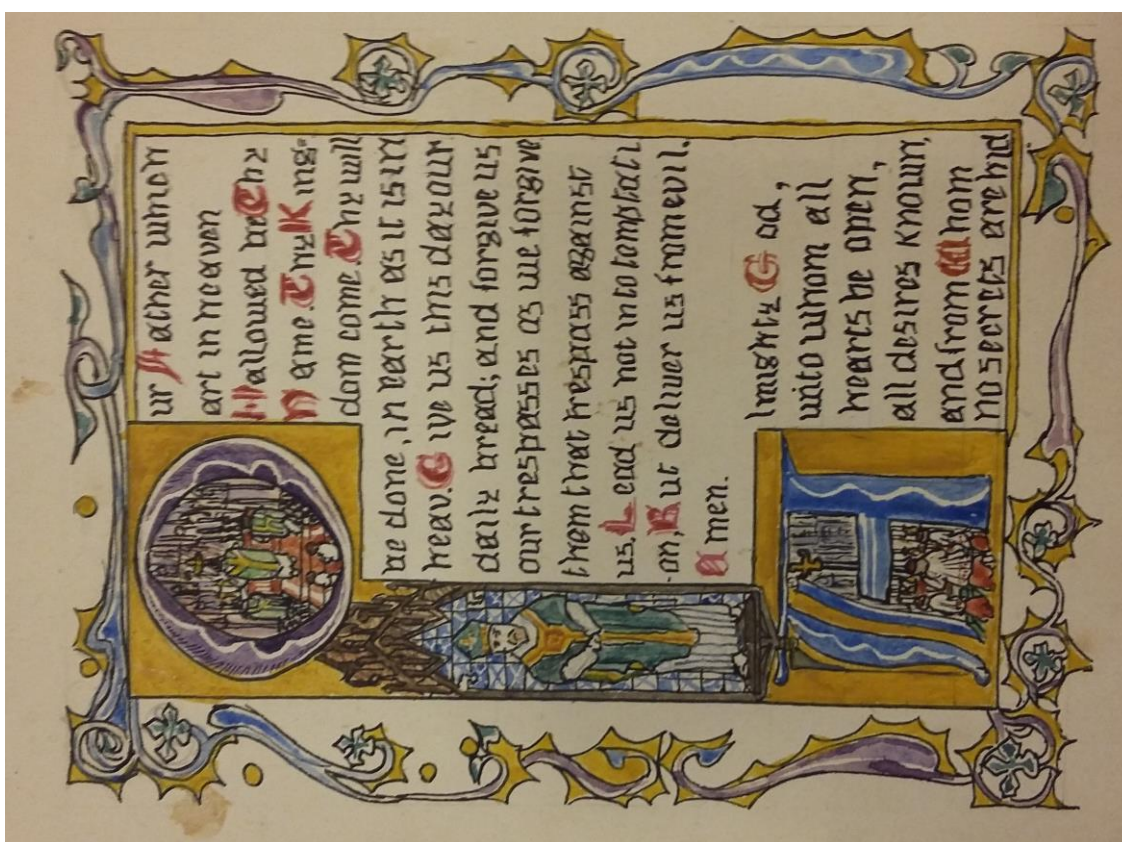 Our Father whon
art in heaven
Hallowed be Thy
Name. Thy King-
dom come Thy will
be done, in earth as it is in
heav. Give us this day our
daily bread; and forgive us
our trespasses as we forgive
them that trespass against
us. Lead us not into temptati
-on, But deliver us from evil.
Amen.
Almighty God,
unto whom all
hearts be open,
all desires known,
and from Whom
no secrets are hid